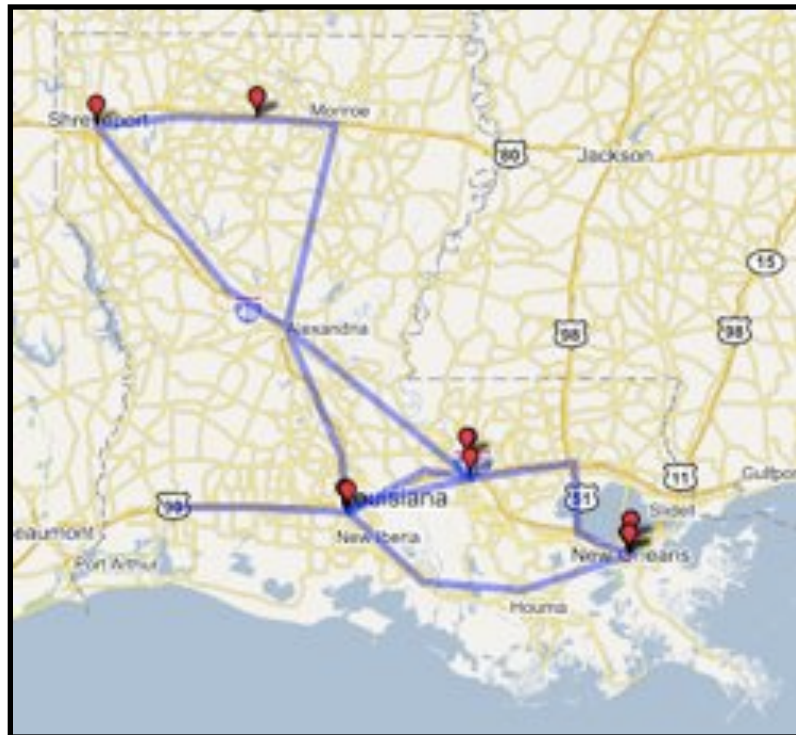 Shreveport
Monroe
80
Jackson
15
Alexandria
98
98
Louisiana
90
51
11
Gulfport
Slidell
Beaumont
New Iberia
New Orleans
Port Arthur
Houma